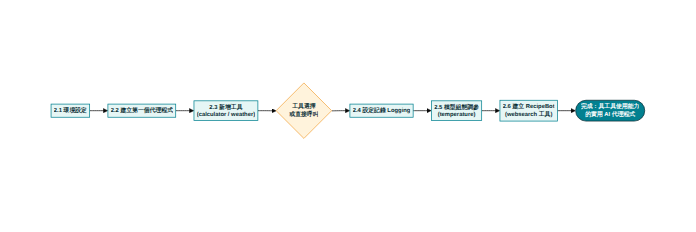 2.1 環境設定
2.2 建立第一個代理程式
2.3 新增工具
(calculator / weather)
工具選擇
或直接呼叫
2.4 設定記錄 Logging
2.5 模型組態調參
(temperature)
2.6 建立 RecipeBot
(websearch 工具)
完成：具工具使用能力
的實用 AI 代理程式